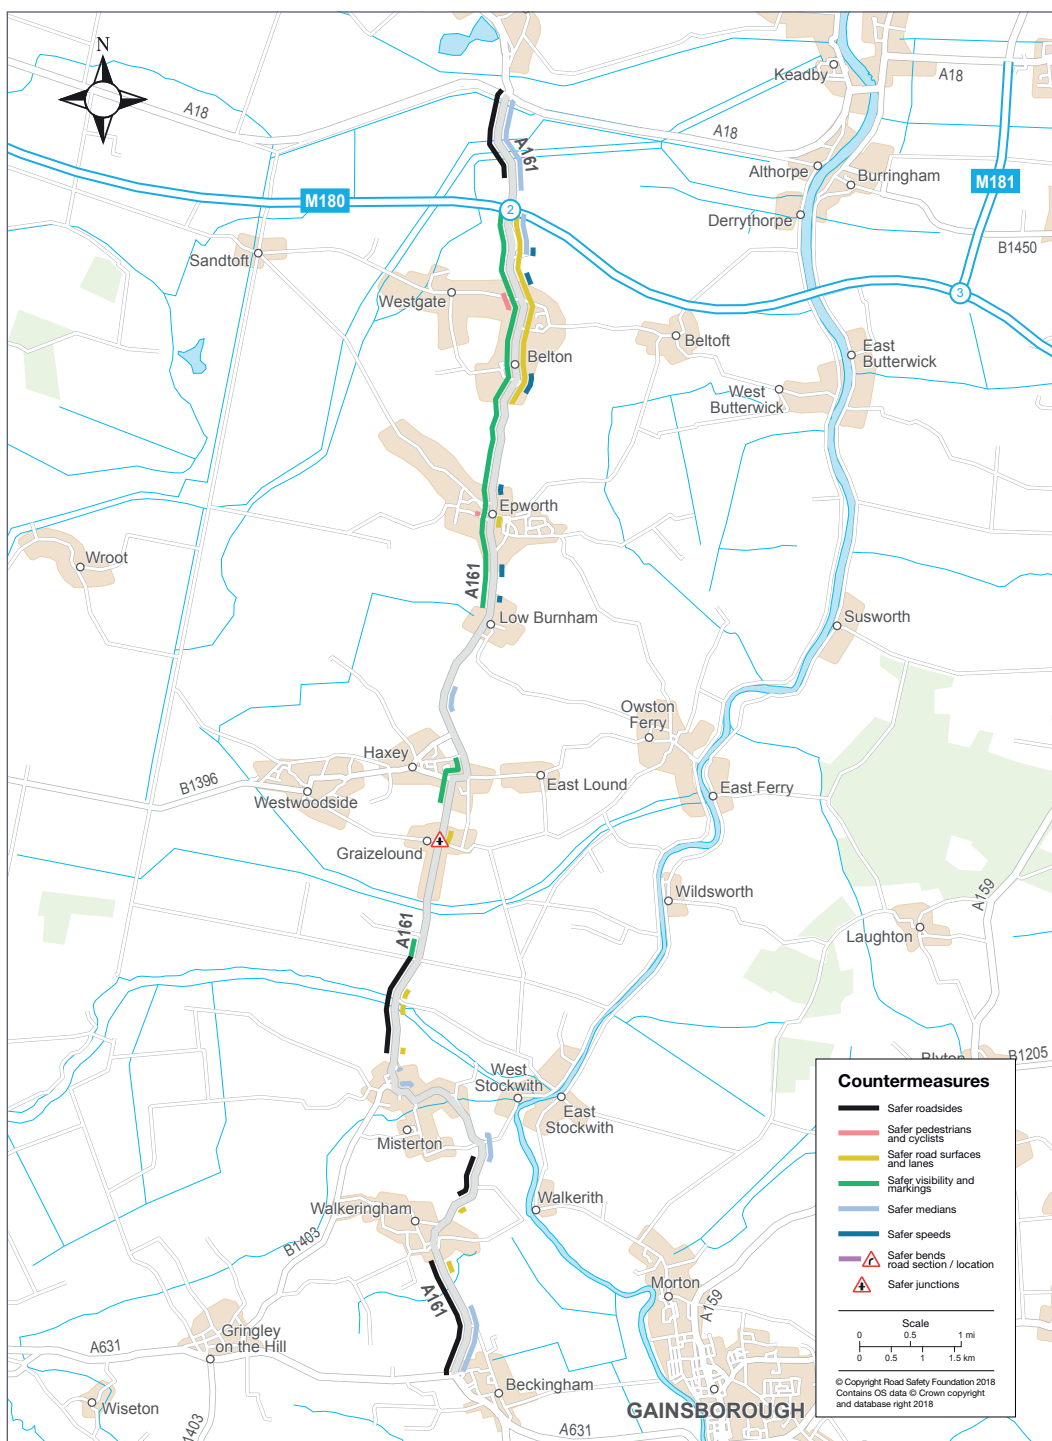 N
Keadby
A18
A18
A18
A161
Althorpe
Burringham
M180
M181
2
Derrythorpe
B1450
Sandtoft
3
Westgate
Beltoft
East
Butterwick
Belton
West
Butterwick
Epworth
Wroot
A161
Low Burnham
Susworth
Owston
Ferry
Haxey
B1396
East Lound
East Ferry
Westwoodside
Graizelound
A159
Wildsworth
A161
Laughton
Blyton
B1205
West
Stockwith
East
Stockwith
Misterton
Walkeringham
Walkerith
B1403
A161
Morton
A159
Gringley
on the Hill
A631
Beckingham
Wiseton
GAINSBOROUGH
A631
1403
Countermeasures
Safer roadsides
Safer pedestrians
and cyclists
Safer road surfaces
and lanes
Safer visibility and
markings
Safer medians
Safer speeds
Safer bends
road section / location
Safer junctions
Scale
0 0.5 1 mi
0 0.5 1 1.5 km
© Copyright Road Safety Foundation 2018
Contains OS data © Crown copyright
and database right 2018